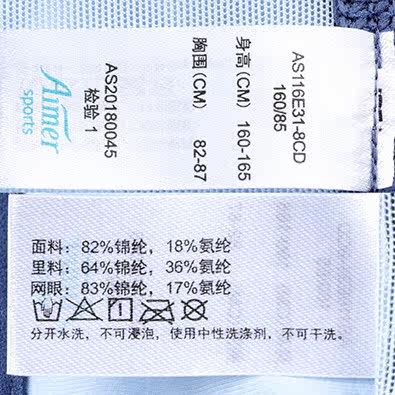 AS116E31-8CD
160/85
身高(CM) 160-165
胸围(CM) 82-87
AS20180045
检验 1
Aimer
sports
面料：82%锦纶，18%氨纶
里料：64%锦纶，36%氨纶
网眼：83%锦纶，17%氨纶
分开水洗，不可浸泡，使用中性洗涤剂，不可干洗。